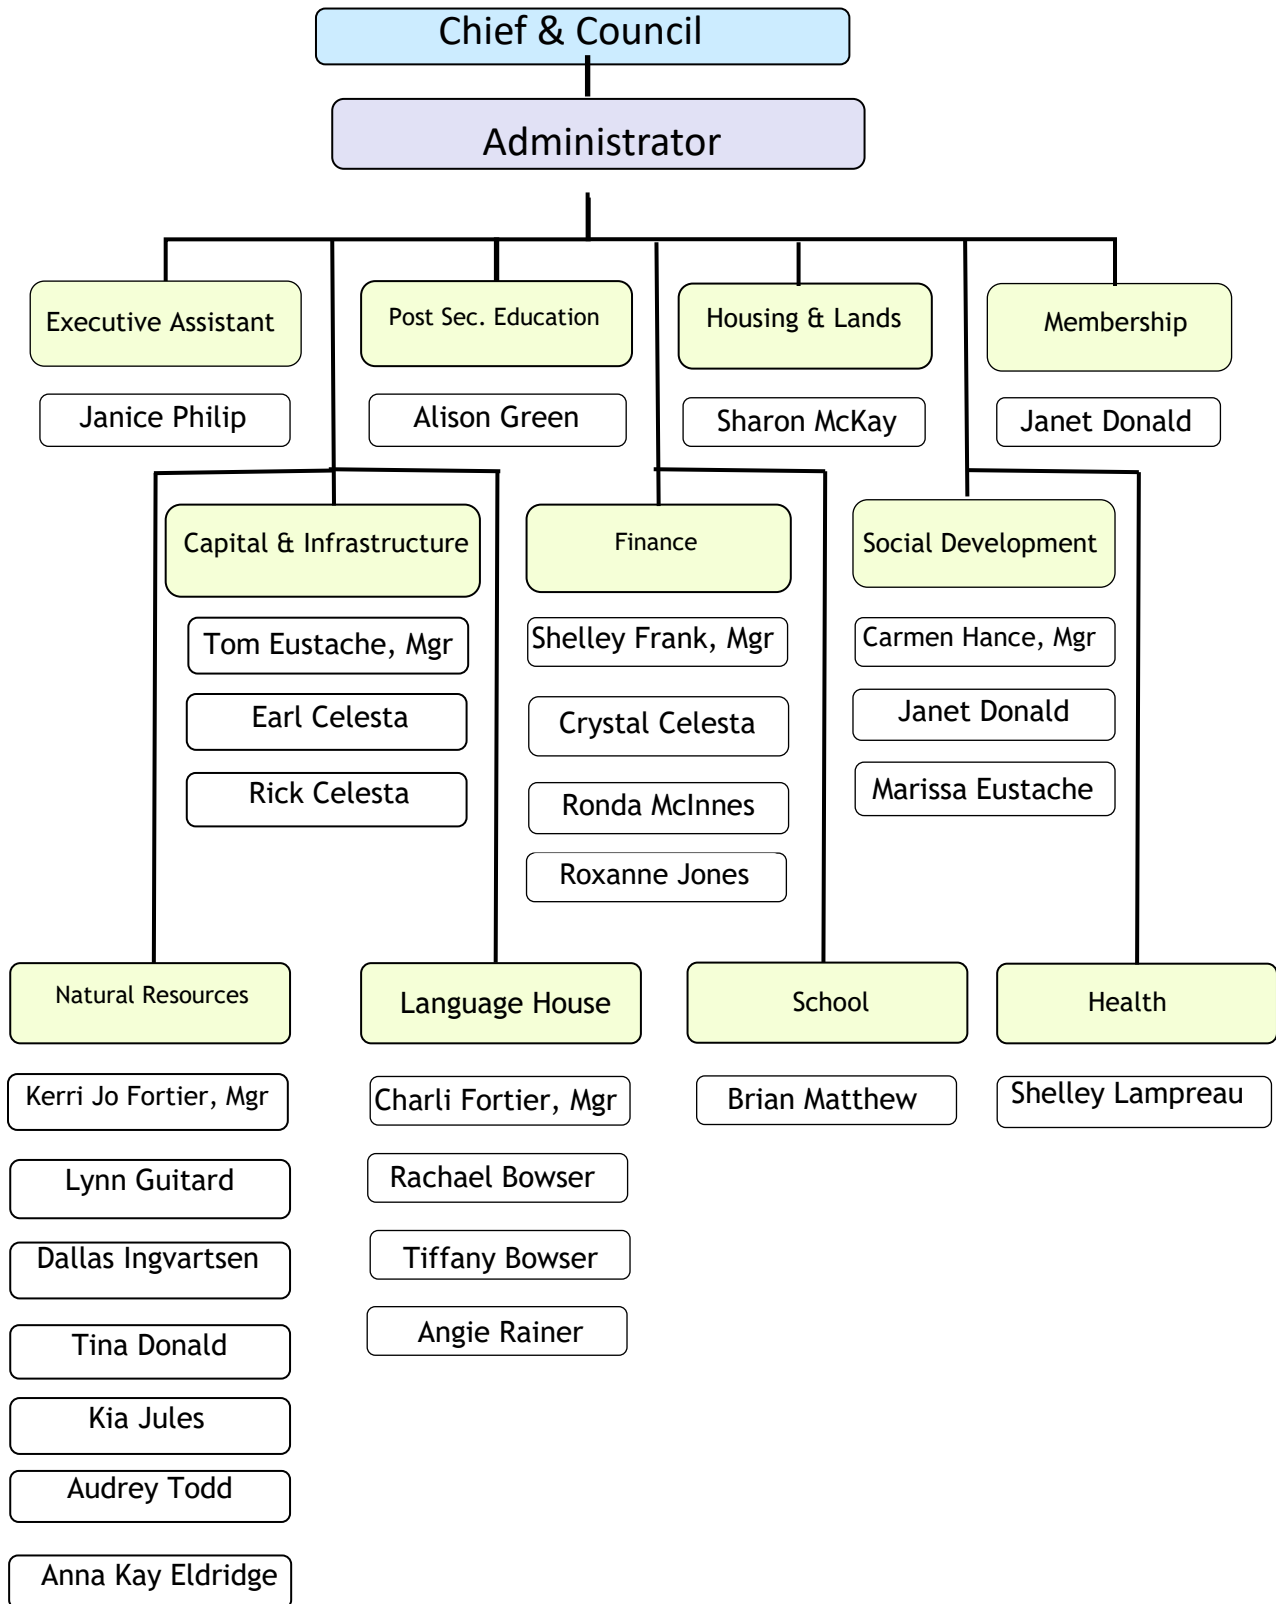 Chief & Council
Administrator
Executive Assistant
Post Sec. Education
Housing & Lands
Membership
Janice Philip
Alison Green
Sharon McKay
Janet Donald
Capital & Infrastructure
Finance
Social Development
Tom Eustache, Mgr
Shelley Frank, Mgr
Carmen Hance, Mgr
Earl Celesta
Crystal Celesta
Janet Donald
Rick Celesta
Ronda McInnes
Marissa Eustache
Roxanne Jones
Natural Resources
Language House
School
Health
Kerri Jo Fortier, Mgr
Charli Fortier, Mgr
Brian Matthew
Shelley Lampreau
Lynn Guitard
Rachael Bowser
Dallas Ingvartsen
Tiffany Bowser
Tina Donald
Angie Rainer
Kia Jules
Audrey Todd
Anna Kay Eldridge